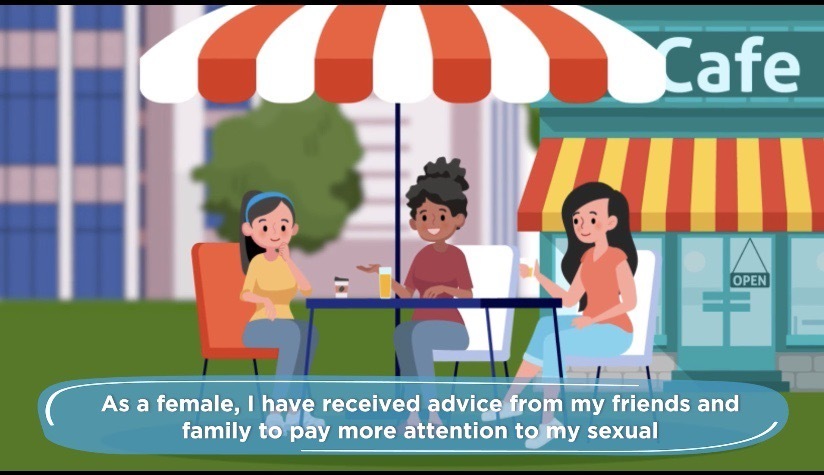 Cafe
OPEN
As a female, I have received advice from my friends and
family to pay more attention to my sexual